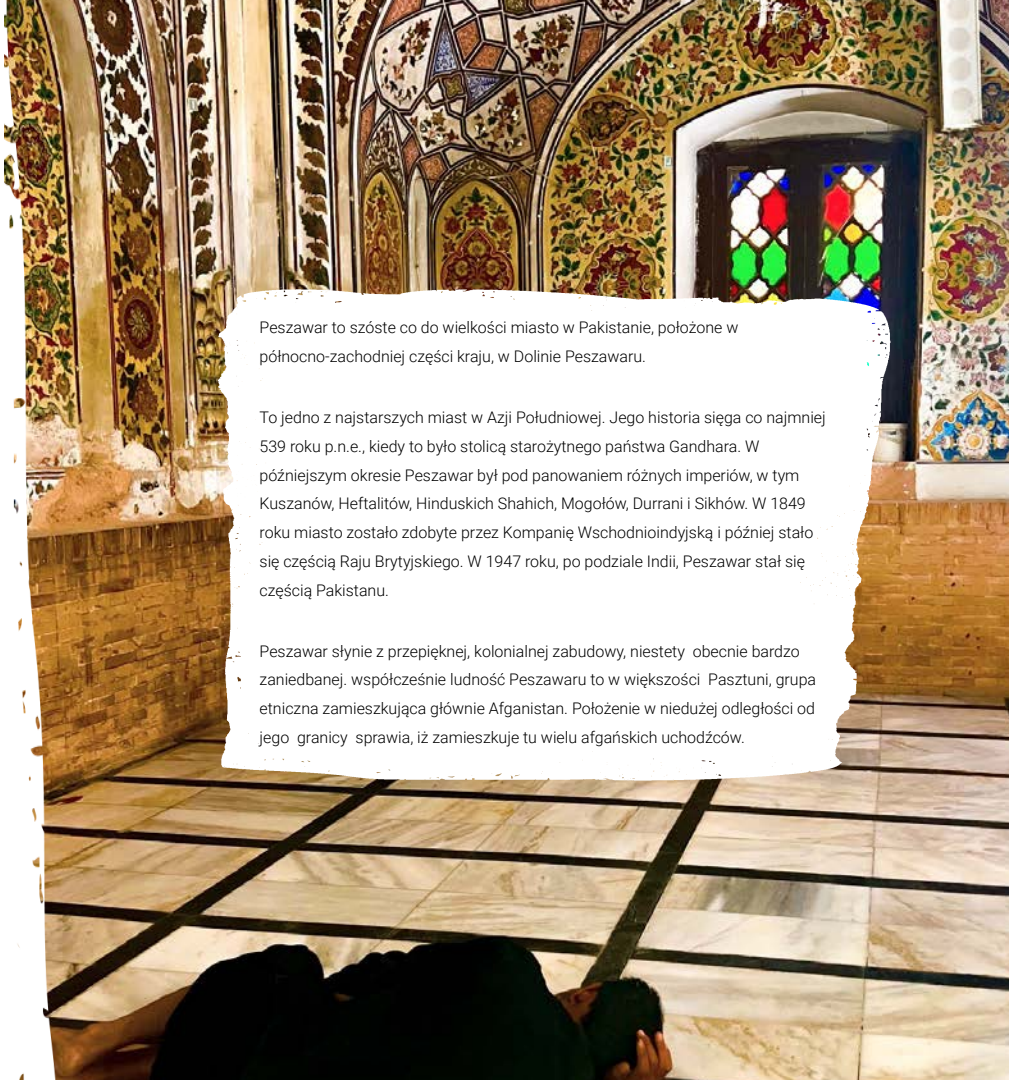 Peszawar to szóste co do wielkości miasto w Pakistanie, położone w
północno-zachodniej części kraju, w Dolinie Peszawaru.
To jedno z najstarszych miast w Azji Południowej. Jego historia sięga co najmniej
539 roku p.n.e., kiedy to było stolicą starożytnego państwa Gandhara. W
późniejszym okresie Peszawar był pod panowaniem różnych imperiów, w tym
Kuszanów, Heftalitów, Hinduskich Shahich, Mogołów, Durrani i Sikhów. W 1849
roku miasto zostało zdobyte przez Kompanię Wschodnioindyjską i później stało
się częścią Raju Brytyjskiego. W 1947 roku, po podziale Indii, Peszawar stał się
częścią Pakistanu.
Peszawar słynie z przepięknej, kolonialnej zabudowy, niestety  obecnie bardzo
zaniedbanej. współcześnie ludność Peszawaru to w większości  Pasztuni, grupa
etniczna zamieszkująca głównie Afganistan. Położenie w niedużej odległości od
jego  granicy  sprawia, iż zamieszkuje tu wielu afgańskich uchodźców.